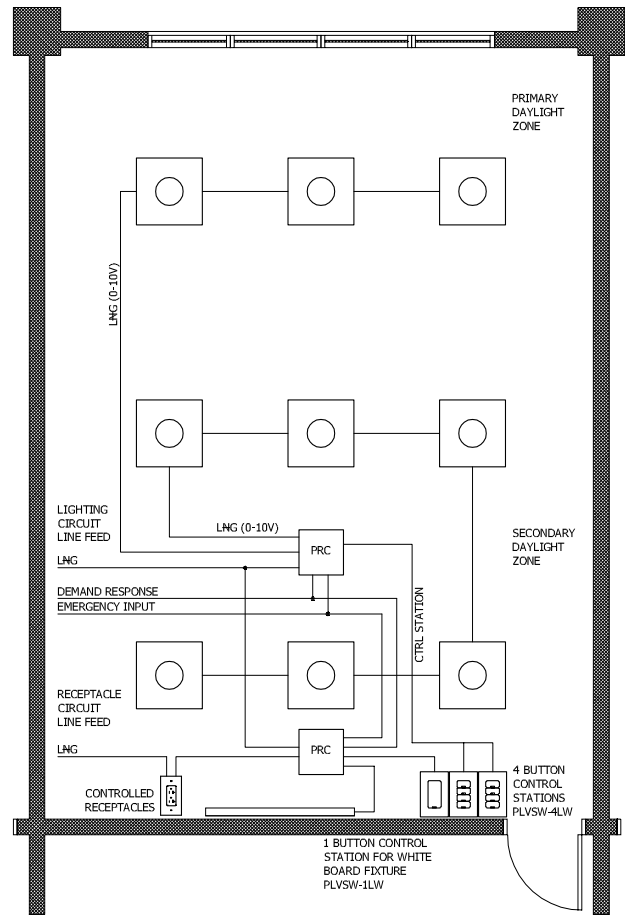 PRIMARY
DAYLIGHT
ZONE
LNG (0-10V)
LIGHTING
CIRCUIT
LINE FEED
LNG (0-10V)
SECONDARY
DAYLIGHT
ZONE
PRC
LNG
DEMAND RESPONSE
EMERGENCY INPUT
CTRL STATION
RECEPTACLE
CIRCUIT
LINE FEED
LNG
PRC
CONTROLLED
RECEPTACLES
4 BUTTON
CONTROL
STATIONS
PLVSW-4LW
1 BUTTON CONTROL
STATION FOR WHITE
BOARD FIXTURE
PLVSW-1LW